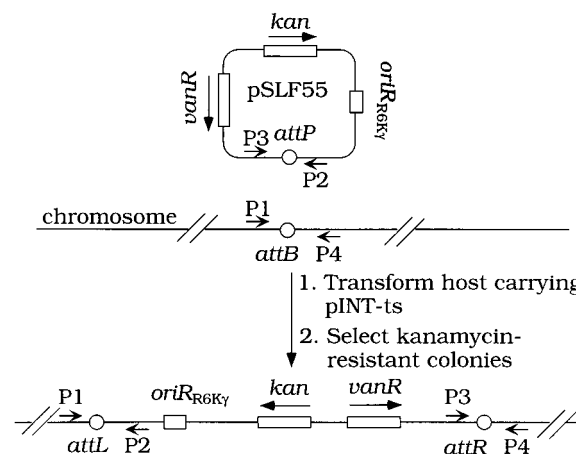 kan
vanR
pSLF55
oriRR6Kγ
P3 attP
P2
P1
chromosome
attB P4
1. Transform host carrying
pINT-ts
2. Select kanamycin-
resistant colonies
P1 oriRR6Kγ kan vanR P3
attL P2 attR P4